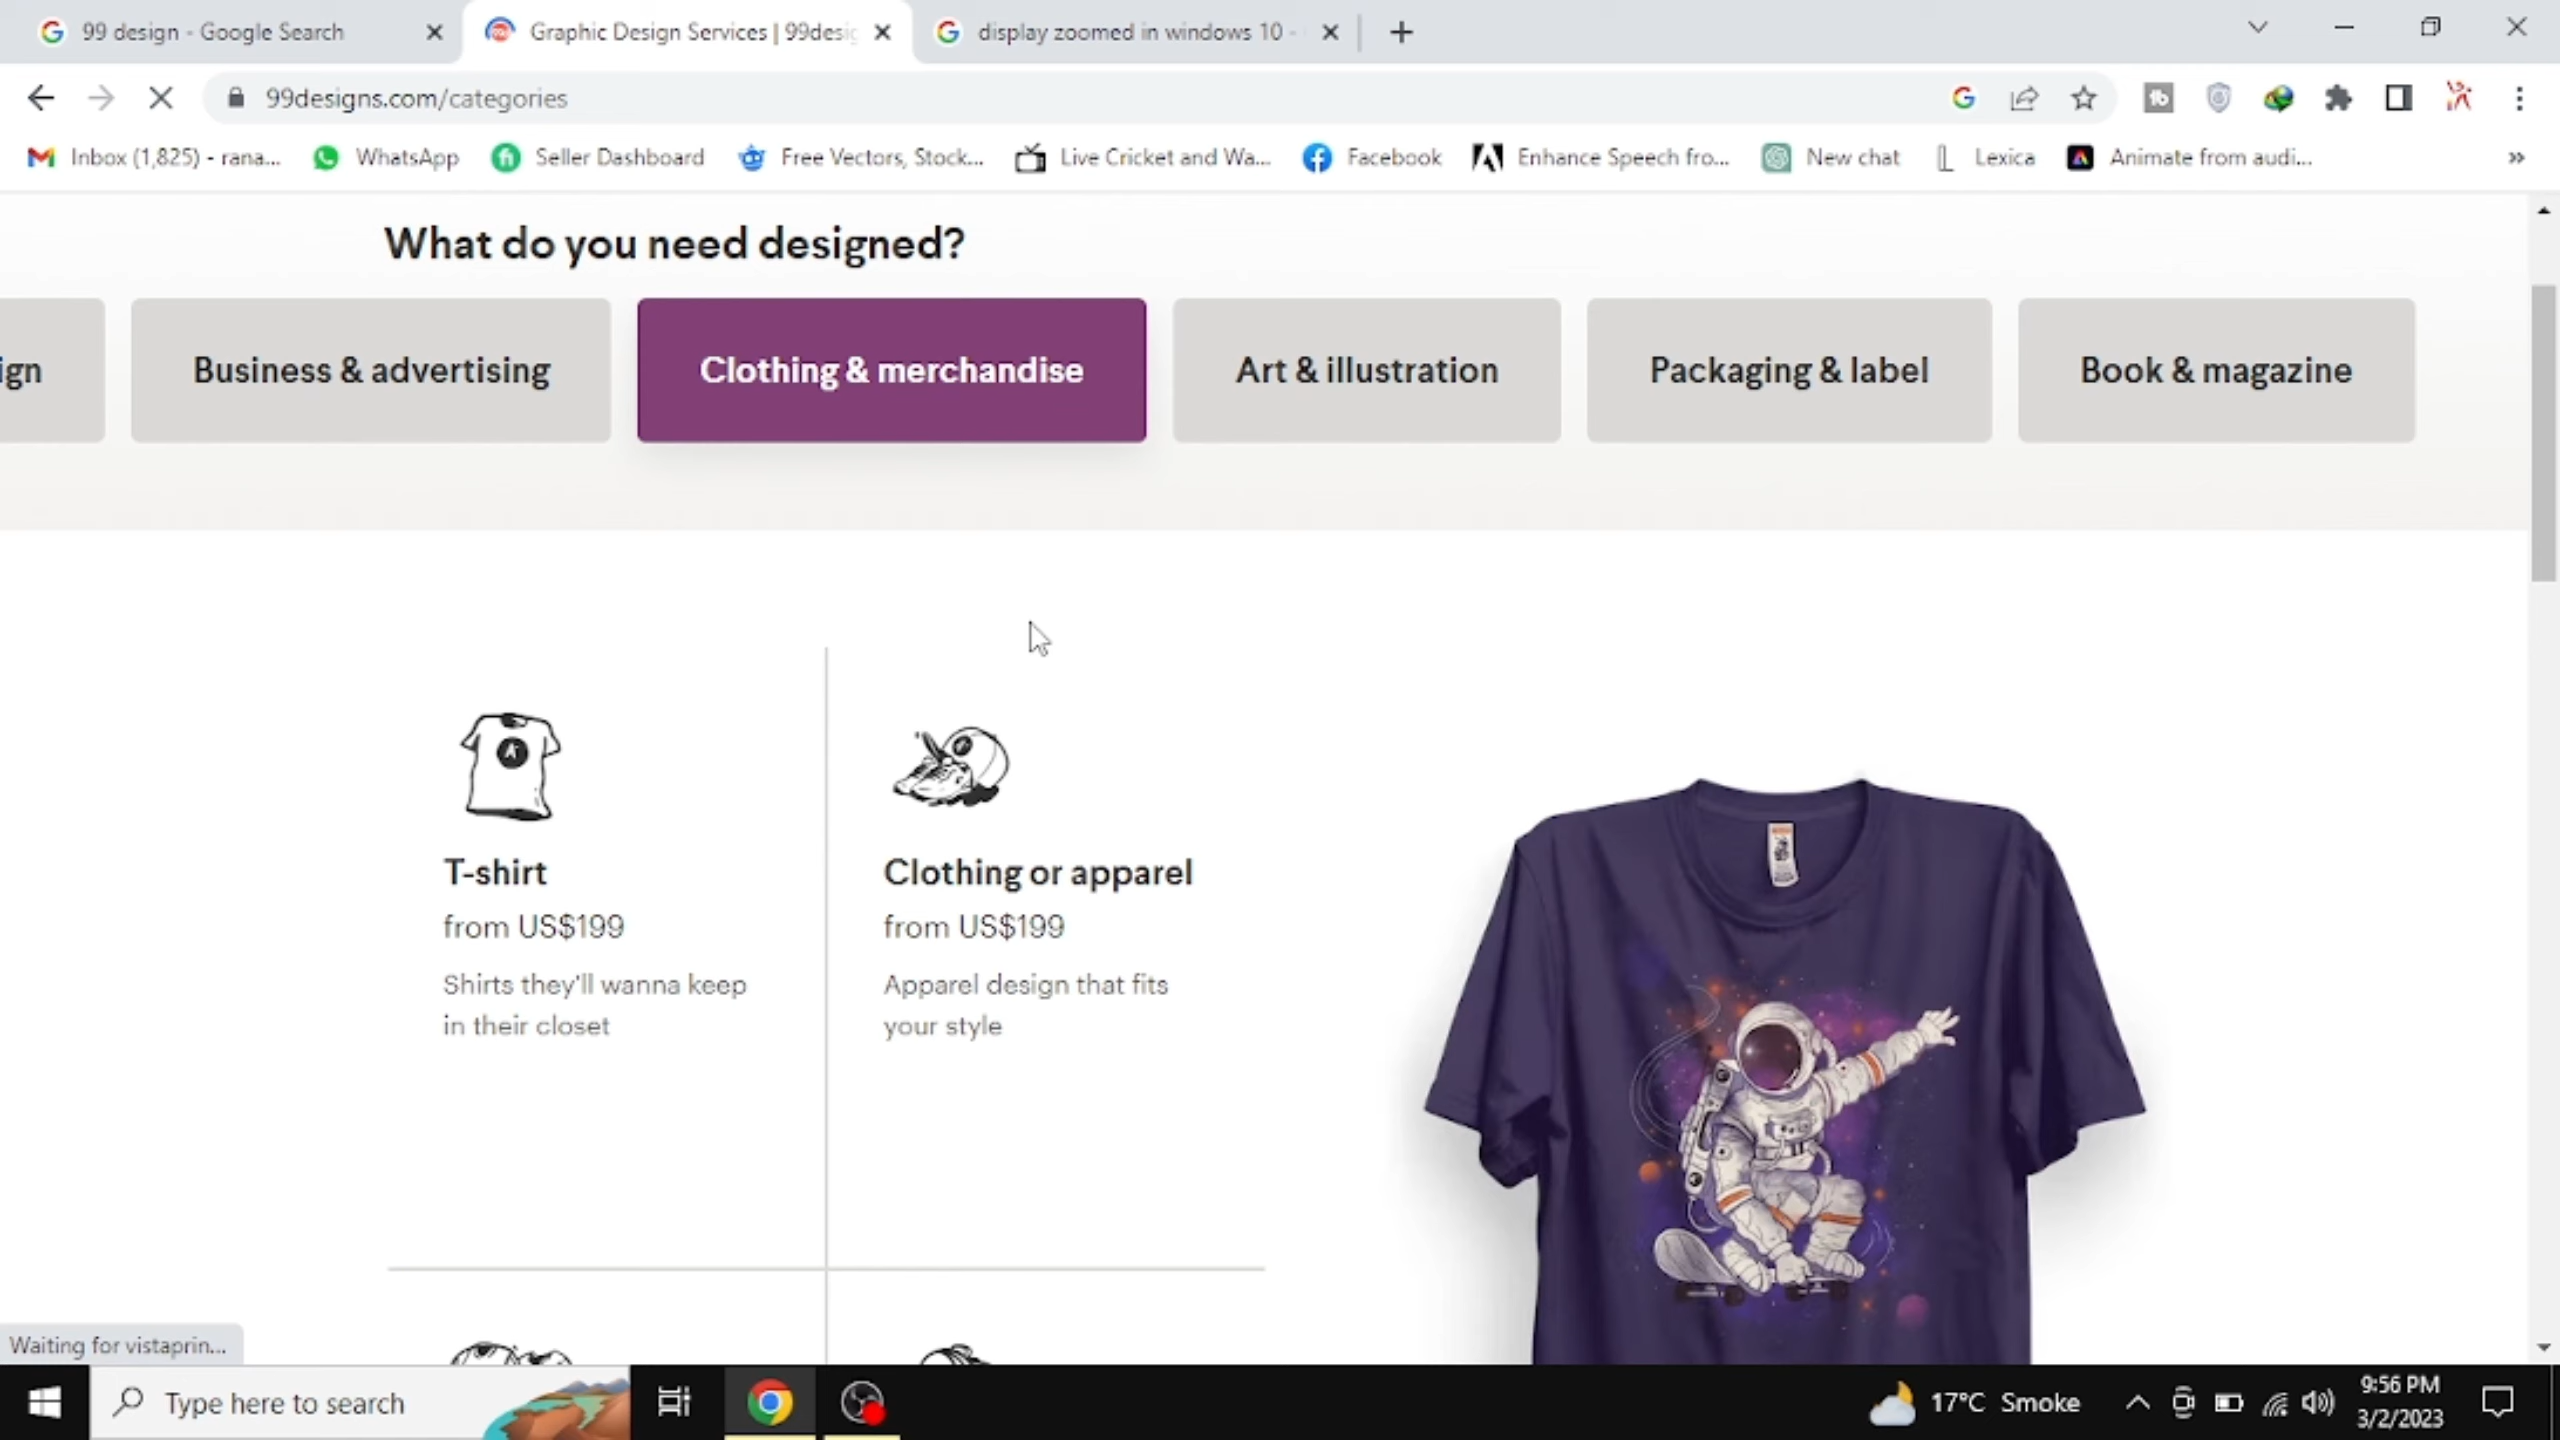 99 design - Google Search
Graphic Design Services | 99desig
display zoomed in windows 10 -
99designs.com/categories
Inbox (1,825) - rana...
WhatsApp
Seller Dashboard
Free Vectors, Stock...
Live Cricket and Wa...
Facebook
Enhance Speech fro...
New chat
Lexica
Animate from audi...
What do you need designed?
ign
Business & advertising
Clothing & merchandise
Art & illustration
Packaging & label
Book & magazine
T-shirt
from US$199
Shirts they'll wanna keep
in their closet
Clothing or apparel
from US$199
Apparel design that fits
your style
Waiting for vistaprin...
Type here to search
17°C Smoke
9:56 PM
3/2/2023